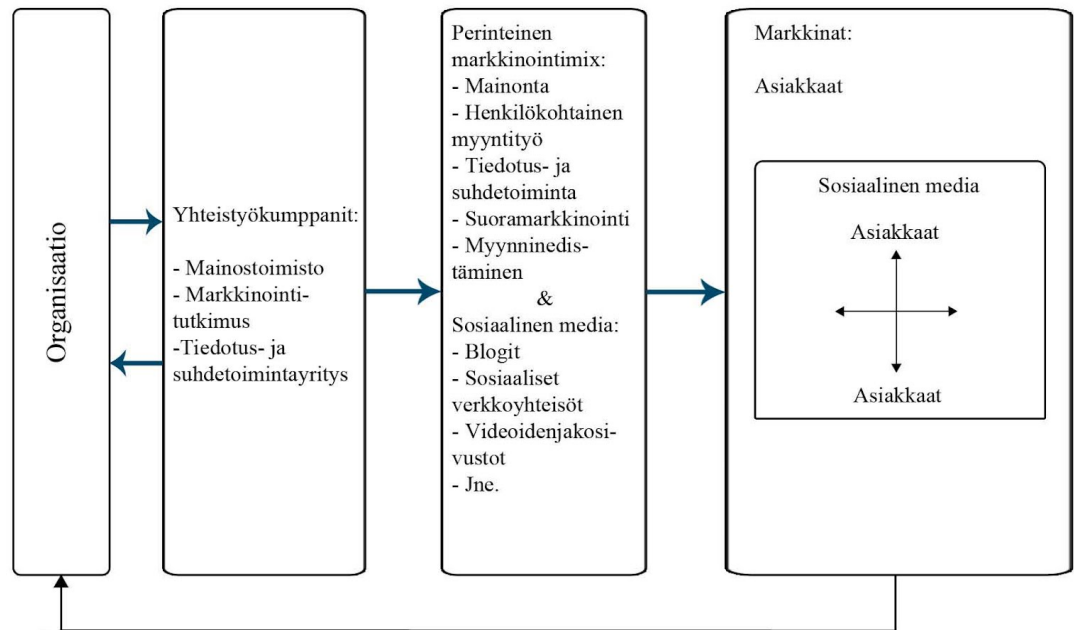 Organisaatio
Yhteistyökumppanit:
- Mainostoimisto
- Markkinointi-
tutkimus
-Tiedotus- ja
suhdetoimintayritys
Perinteinen
markkinointimix:
- Mainonta
- Henkilökohtainen
myyntityö
- Tiedotus- ja
suhdetoiminta
- Suoramarkkinointi
- Myynninedis-
täminen
&
Sosiaalinen media:
- Blogit
- Sosiaaliset
verkkoyhteisöt
- Videoidenjakosi-
vustot
- Jne.
Markkinat:
Asiakkaat
Sosiaalinen media
Asiakkaat
Asiakkaat